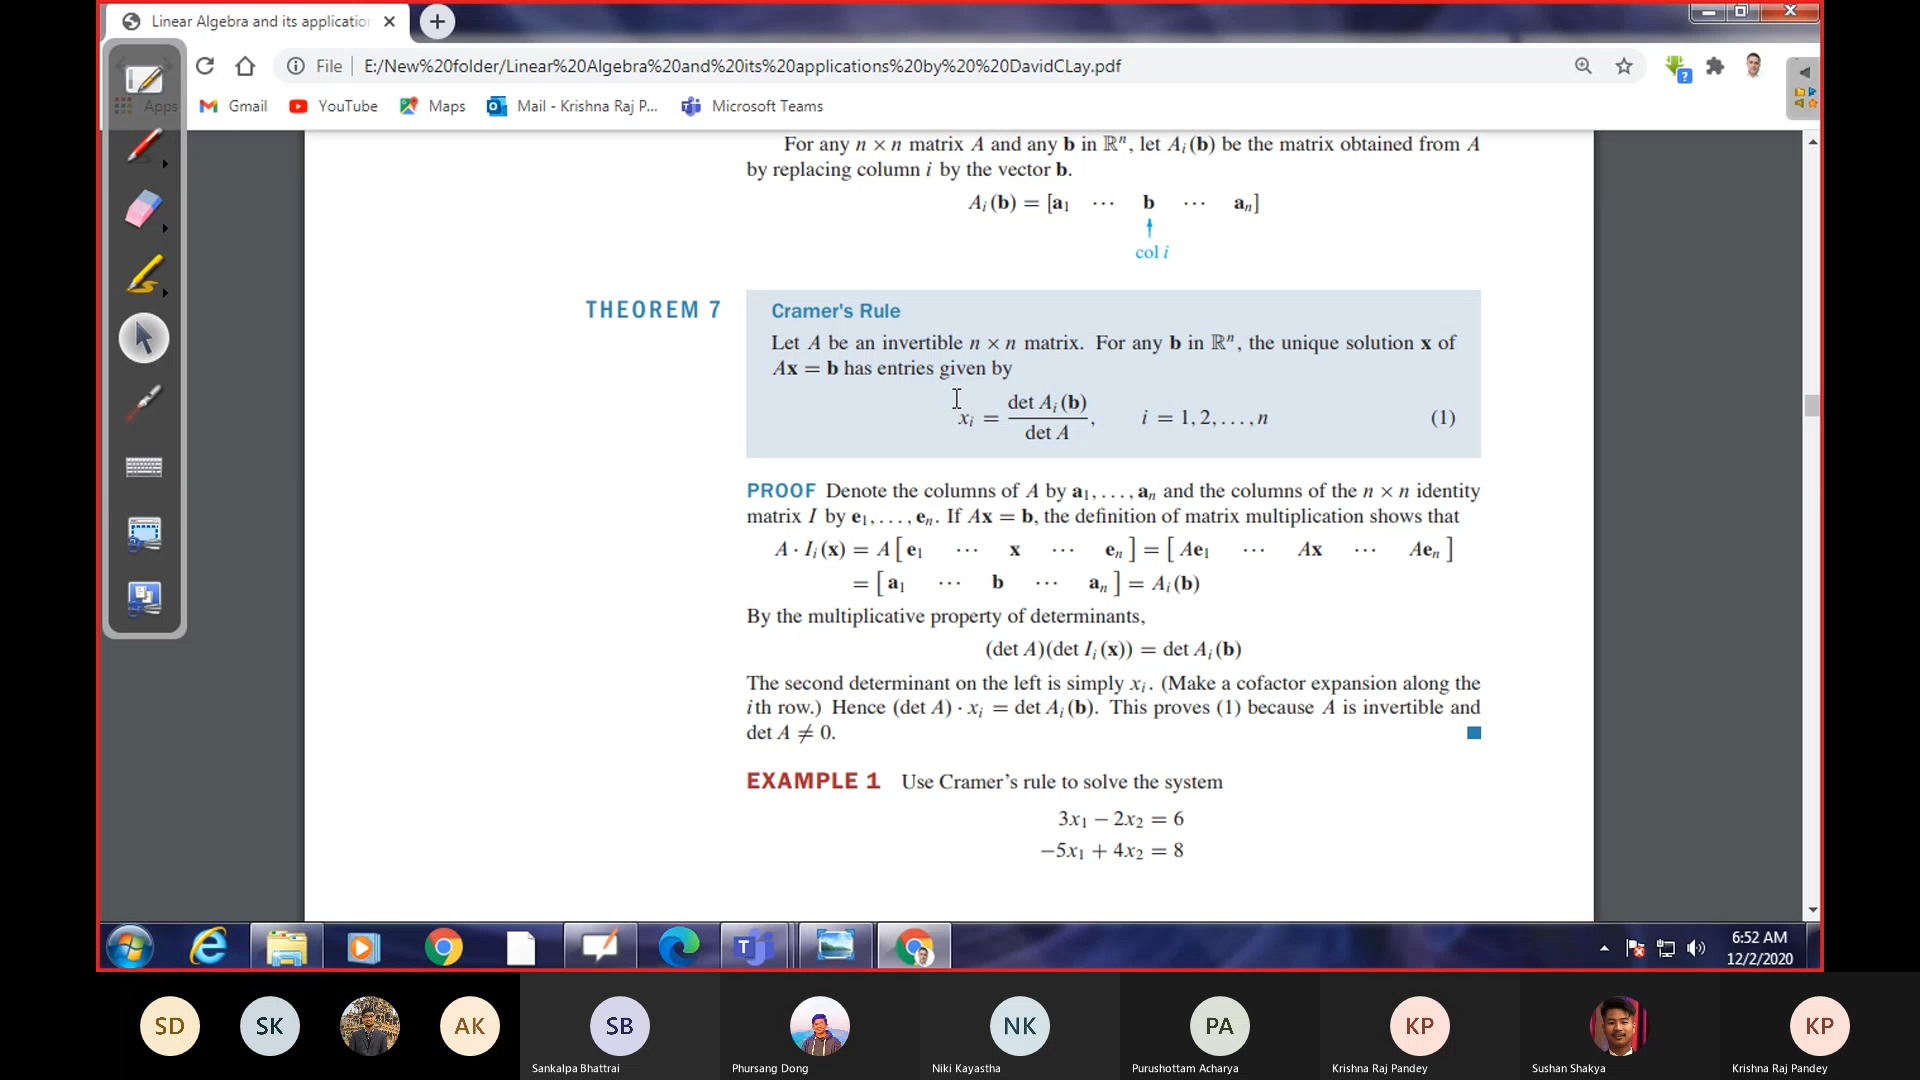 Linear Algebra and its applicatio
File
E:/New%20folder/Linear%20Algebra%20and%20its%20applications%20by%20%20DavidCLay.pdf
Apps
Gmail
YouTube
Maps
Mail - Krishna Raj P...
Microsoft Teams
For any n × n matrix A and any b in ℝⁿ, let Aᵢ(b) be the matrix obtained from A
by replacing column i by the vector b.
Aᵢ(b) = [a₁ ⋯ b ⋯ aₙ]
col i
THEOREM 7
Cramer's Rule
Let A be an invertible n × n matrix. For any b in ℝⁿ, the unique solution x of
Ax = b has entries given by
xᵢ = det Aᵢ(b) / det A, i = 1, 2, . . . , n (1)
PROOF Denote the columns of A by a₁, . . . , aₙ and the columns of the n × n identity
matrix I by e₁, . . . , eₙ. If Ax = b, the definition of matrix multiplication shows that
A · Iᵢ(x) = A [ e₁ ⋯ x ⋯ eₙ ] = [ Ae₁ ⋯ Ax ⋯ Aeₙ ]
= [ a₁ ⋯ b ⋯ aₙ ] = Aᵢ(b)
By the multiplicative property of determinants,
(det A)(det Iᵢ(x)) = det Aᵢ(b)
The second determinant on the left is simply xᵢ. (Make a cofactor expansion along the
ith row.) Hence (det A) · xᵢ = det Aᵢ(b). This proves (1) because A is invertible and
det A ≠ 0.
EXAMPLE 1 Use Cramer's rule to solve the system
3x₁ − 2x₂ = 6
−5x₁ + 4x₂ = 8
6:52 AM
12/2/2020
SD
SK
AK
SB
NK
PA
KP
KP
Sankalpa Bhattrai
Phursang Dong
Niki Kayastha
Purushottam Acharya
Krishna Raj Pandey
Sushan Shakya
Krishna Raj Pandey